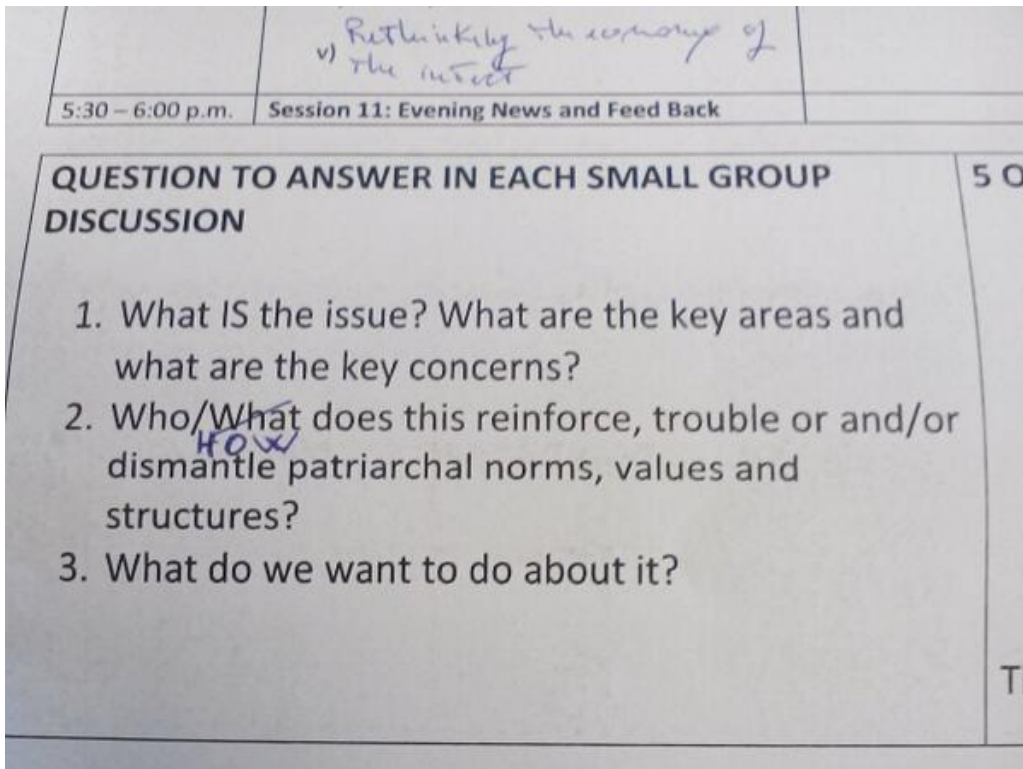 v) Rethinking the economy of
the
5:30 – 6:00 p.m. Session 11: Evening News and Feed Back
QUESTION TO ANSWER IN EACH SMALL GROUP
DISCUSSION
5 O
1. What IS the issue? What are the key areas and
what are the key concerns?
2. Who/What does this reinforce, trouble or and/or
HOW
dismantle patriarchal norms, values and
structures?
3. What do we want to do about it?
T